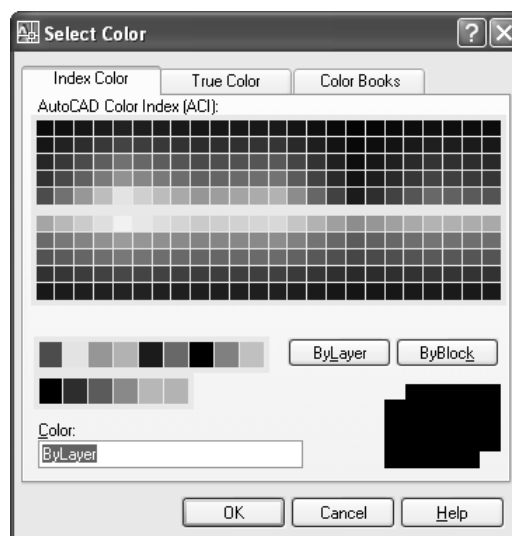 Select Color
Index Color True Color Color Books
AutoCAD Color Index (ACI):
ByLayer ByBlock
Color:
ByLayer
OK Cancel Help